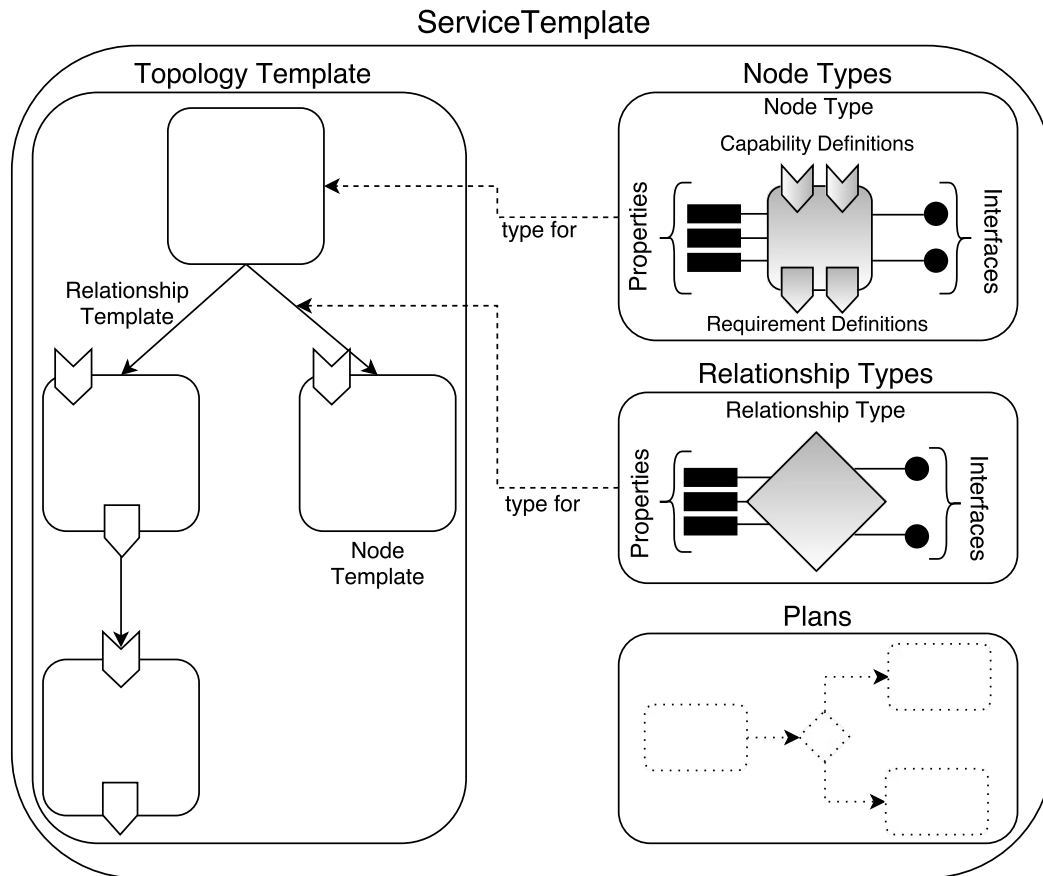 ServiceTemplate
Topology Template
Relationship
Template
Node
Template
type for
type for
Node Types
Node Type
Capability Definitions
Properties
Interfaces
Requirement Definitions
Relationship Types
Relationship Type
Properties
Interfaces
Plans